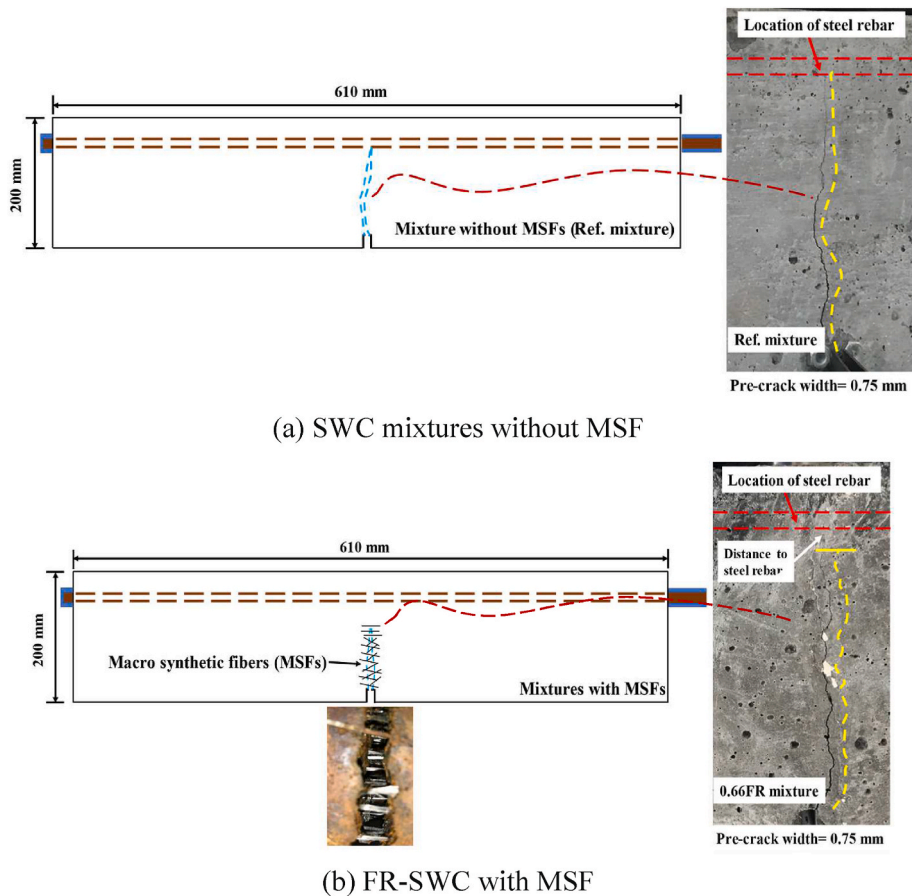 Location of steel rebar
610 mm
200 mm
Mixture without MSFs (Ref. mixture)
Ref. mixture
Pre-crack width= 0.75 mm
(a) SWC mixtures without MSF
Location of steel rebar
610 mm
Distance to
steel rebar
200 mm
Macro synthetic fibers (MSFs)
Mixtures with MSFs
0.66FR mixture
Pre-crack width= 0.75 mm
(b) FR-SWC with MSF